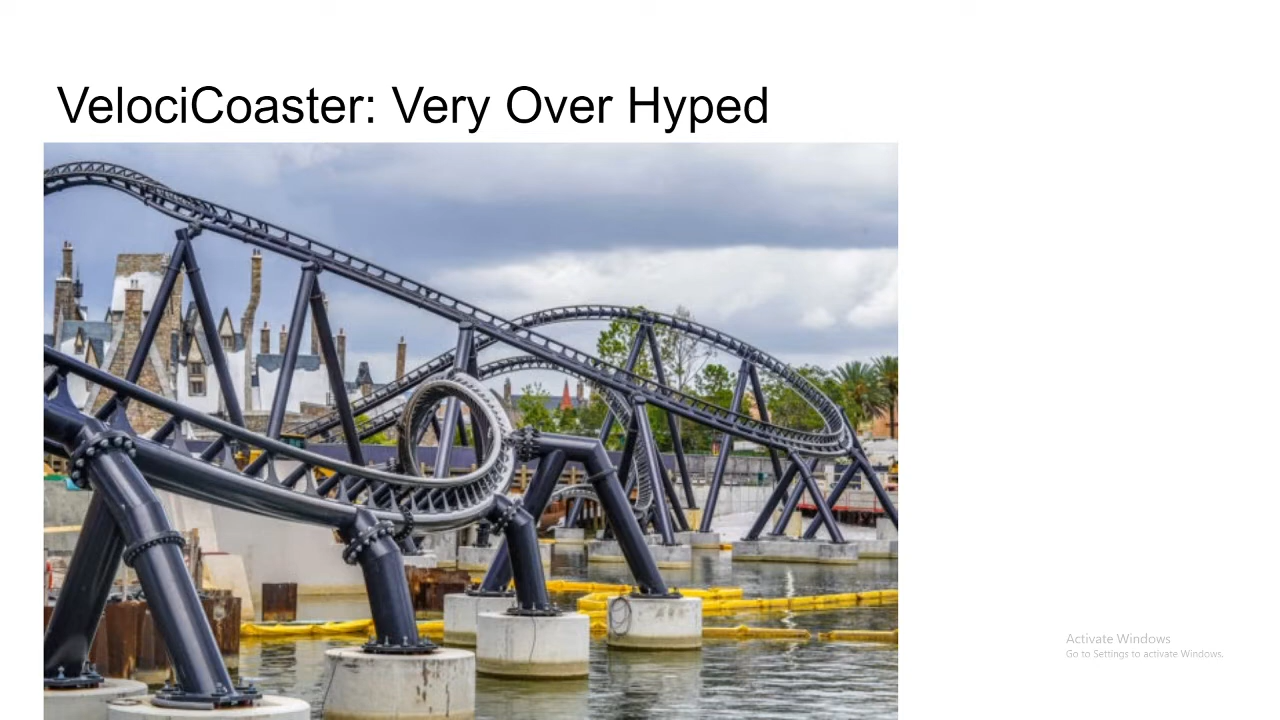 VelociCoaster: Very Over Hyped
Activate Windows
Go to Settings to activate Windows.